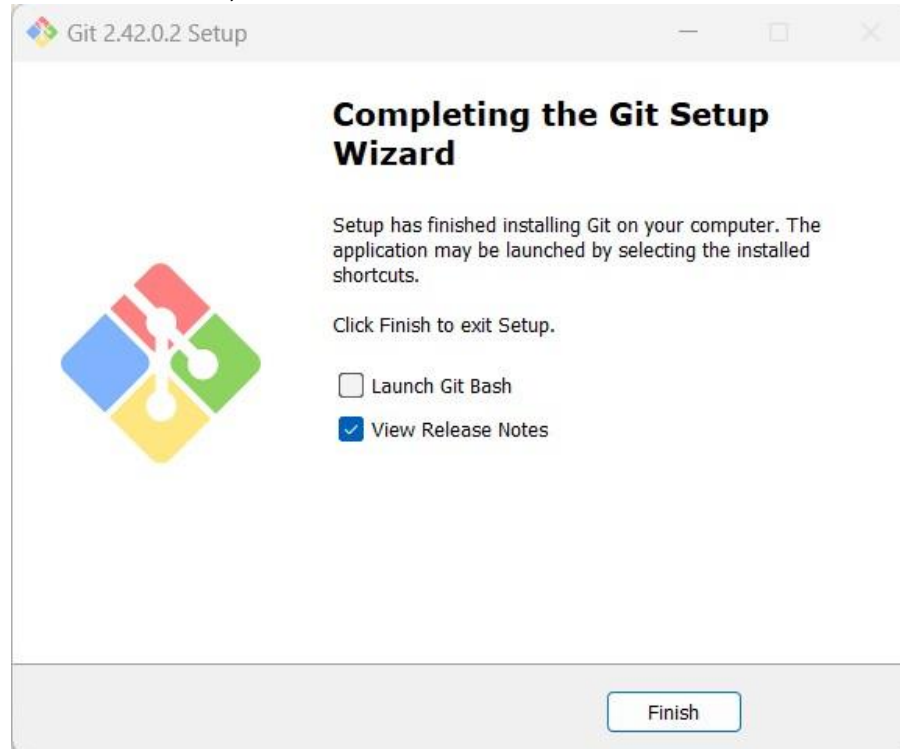 Git 2.42.0.2 Setup
Completing the Git Setup
Wizard
Setup has finished installing Git on your computer. The
application may be launched by selecting the installed
shortcuts.
Click Finish to exit Setup.
Launch Git Bash
View Release Notes
Finish